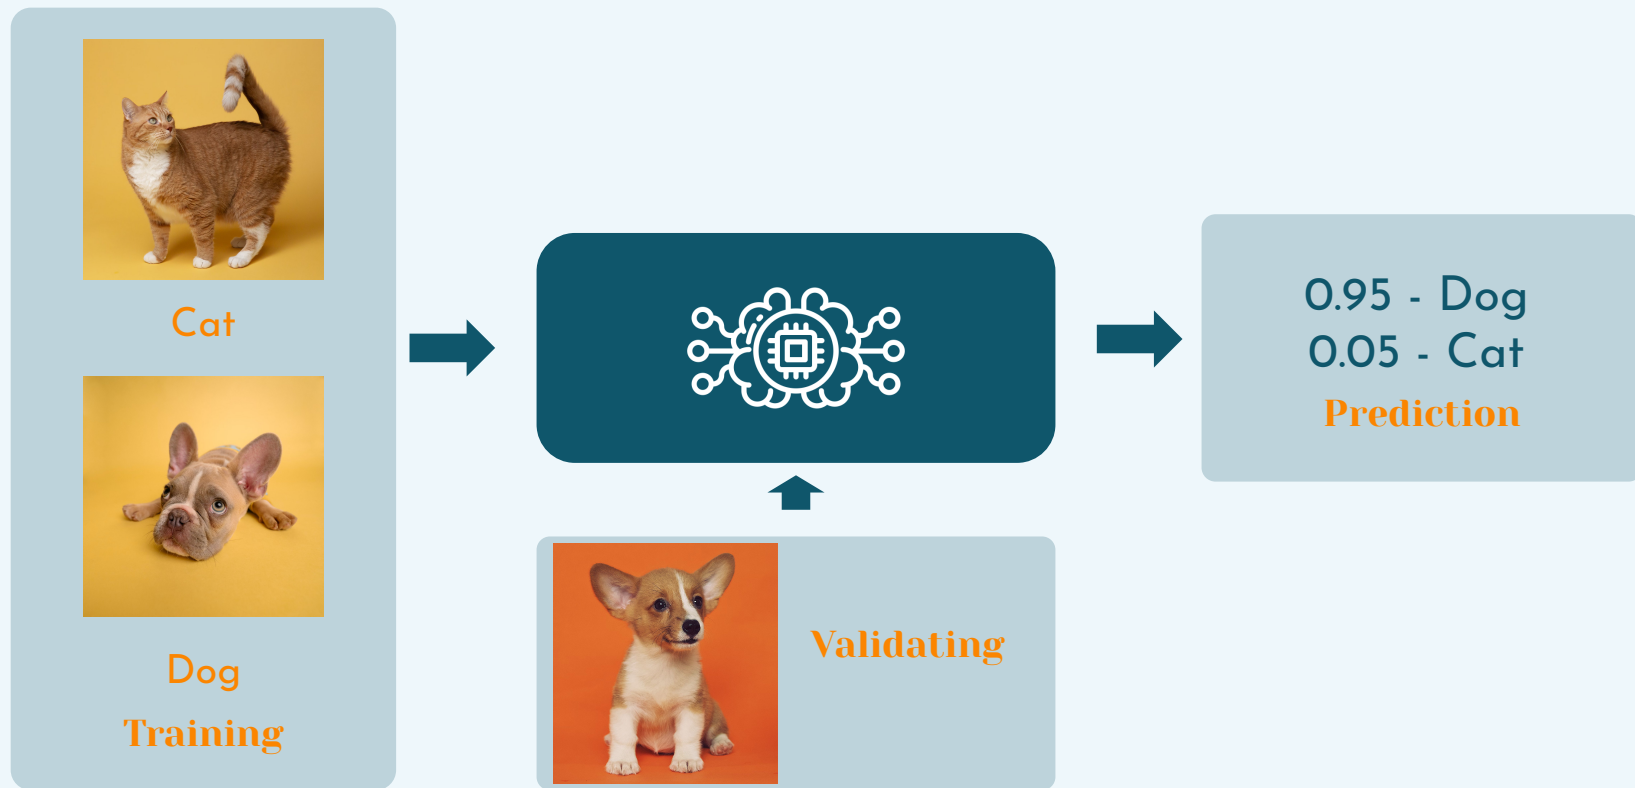 Cat
Dog
Training
Validating
0.95 - Dog
0.05 - Cat
Prediction